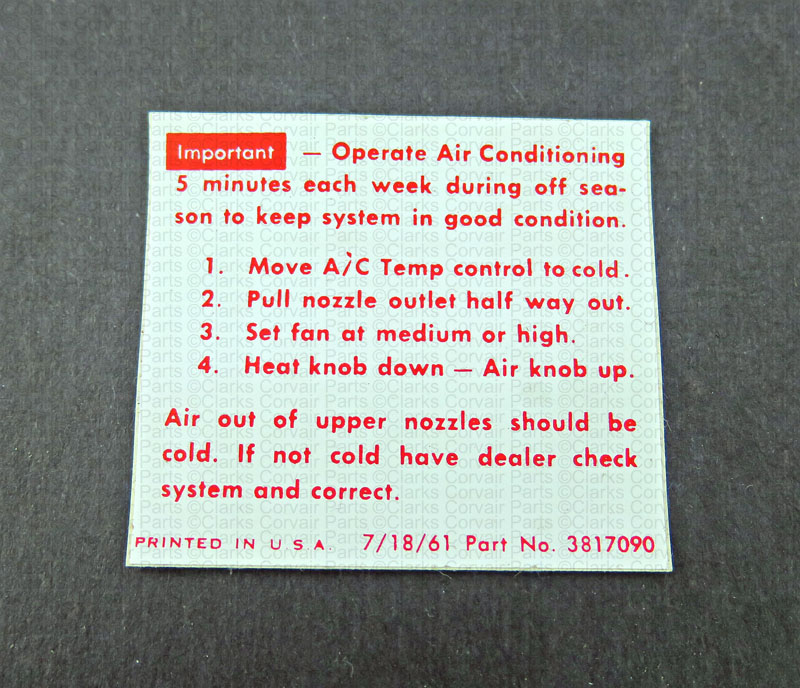 Important — Operate Air Conditioning
5 minutes each week during off sea-
son to keep system in good condition.
1. Move A/C Temp control to cold.
2. Pull nozzle outlet half way out.
3. Set fan at medium or high.
4. Heat knob down — Air knob up.
Air out of upper nozzles should be
cold. If not cold have dealer check
system and correct.
PRINTED IN U.S.A. 7/18/61 Part No. 3817090
©Clarks Corvair Parts